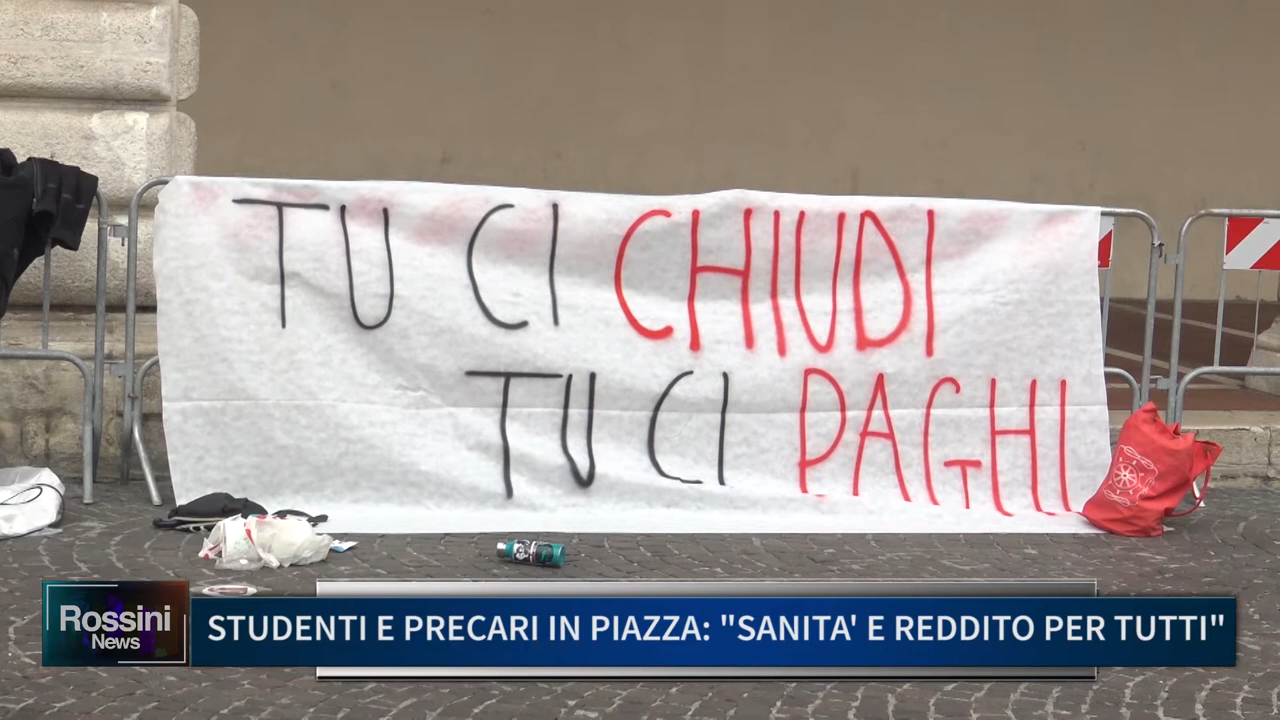 TU CI CHIUDI
TU CI PAGHI
Rossini
News
STUDENTI E PRECARI IN PIAZZA: "SANITA' E REDDITO PER TUTTI"